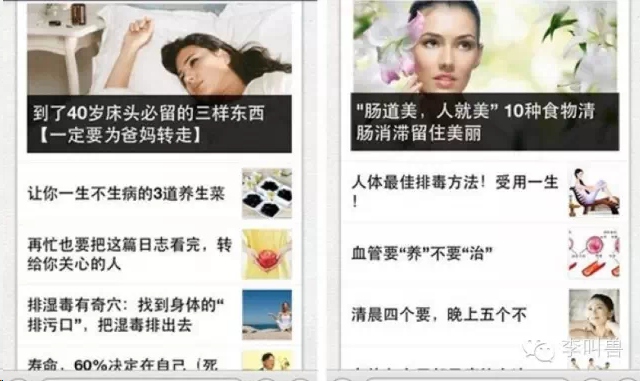 到了40岁床头必留的三样东西
【一定要为爸妈转走】
让你一生不生病的3道养生菜
再忙也要把这篇日志看完，转
给你关心的人
排湿毒有奇穴：找到身体的“
排污口”，把湿毒排出去
寿命，60%决定在自己（死
"肠道美，人就美” 10种食物清
肠消滞留住美丽
人体最佳排毒方法！受用一生
！
血管要“养”不要“治”
清晨四个要，晚上五个不
李叫兽